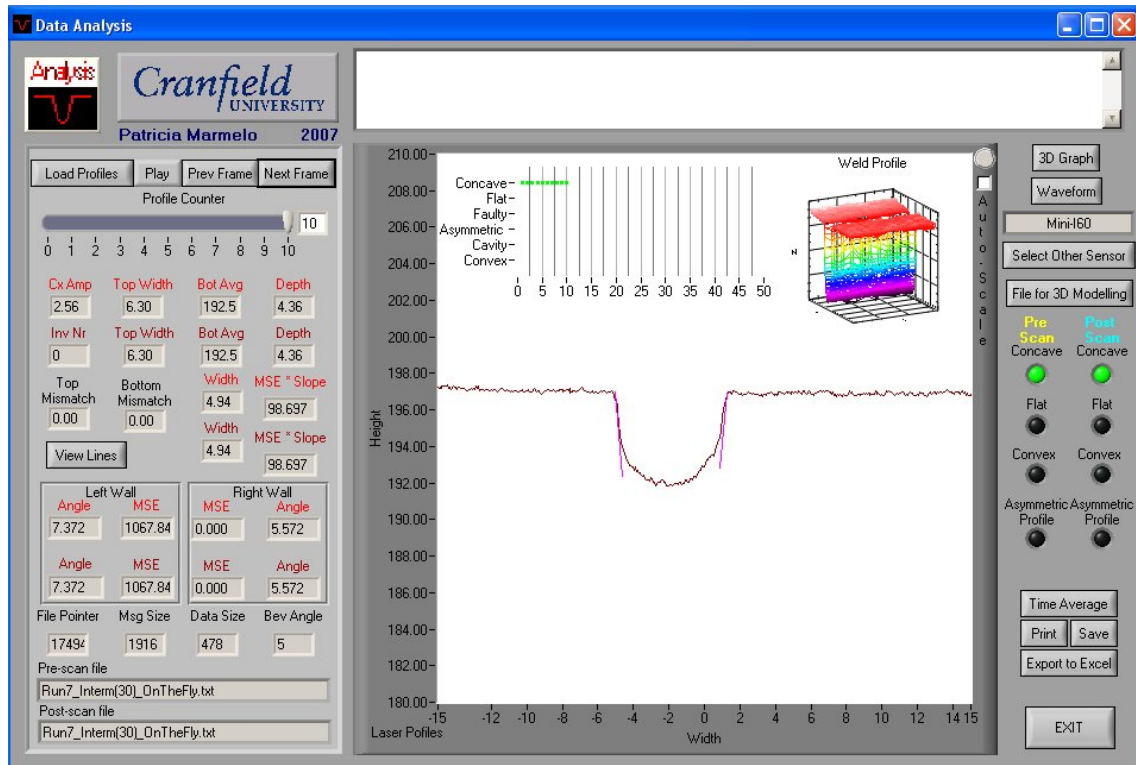 Data Analysis
Analysis
Cranfield
UNIVERSITY
Patricia Marmelo 2007
Load Profiles Play Prev Frame Next Frame
Profile Counter
10
0 1 2 3 4 5 6 7 8 9 10
Cx Amp Top Width Bot Avg Depth
2.56 6.30 192.5 4.36
Inv Nr Top Width Bot Avg Depth
0 6.30 192.5 4.36
Top Mismatch Bottom Mismatch Width MSE * Slope
0.00 0.00 4.94 98.697
Width MSE * Slope
4.94 98.697
View Lines
Left Wall Right Wall
Angle MSE MSE Angle
7.372 1067.84 0.000 5.572
Angle MSE MSE Angle
7.372 1067.84 0.000 5.572
File Pointer Msg Size Data Size Bev Angle
1749 1916 478 5
Pre-scan file
Run7_Interm(30)_OnTheFly.txt
Post-scan file
Run7_Interm(30)_OnTheFly.txt
210.00
208.00
206.00
204.00
202.00
200.00
198.00
196.00
194.00
192.00
190.00
188.00
186.00
184.00
182.00
180.00
Height
-15 -12 -10 -8 -6 -4 -2 0 2 4 6 8 10 12 14 15
Laser Pofiles
Width
Concave
Flat
Faulty
Asymmetric
Cavity
Convex
0 5 10 15 20 25 30 35 40 45 50
Weld Profile
Z
Auto-Scale
3D Graph
Waveform
Mini-I60
Select Other Sensor
File for 3D Modelling
Pre Scan Post Scan
Concave Concave
Flat Flat
Convex Convex
Asymmetric Profile Asymmetric Profile
Time Average
Print Save
Export to Excel
EXIT